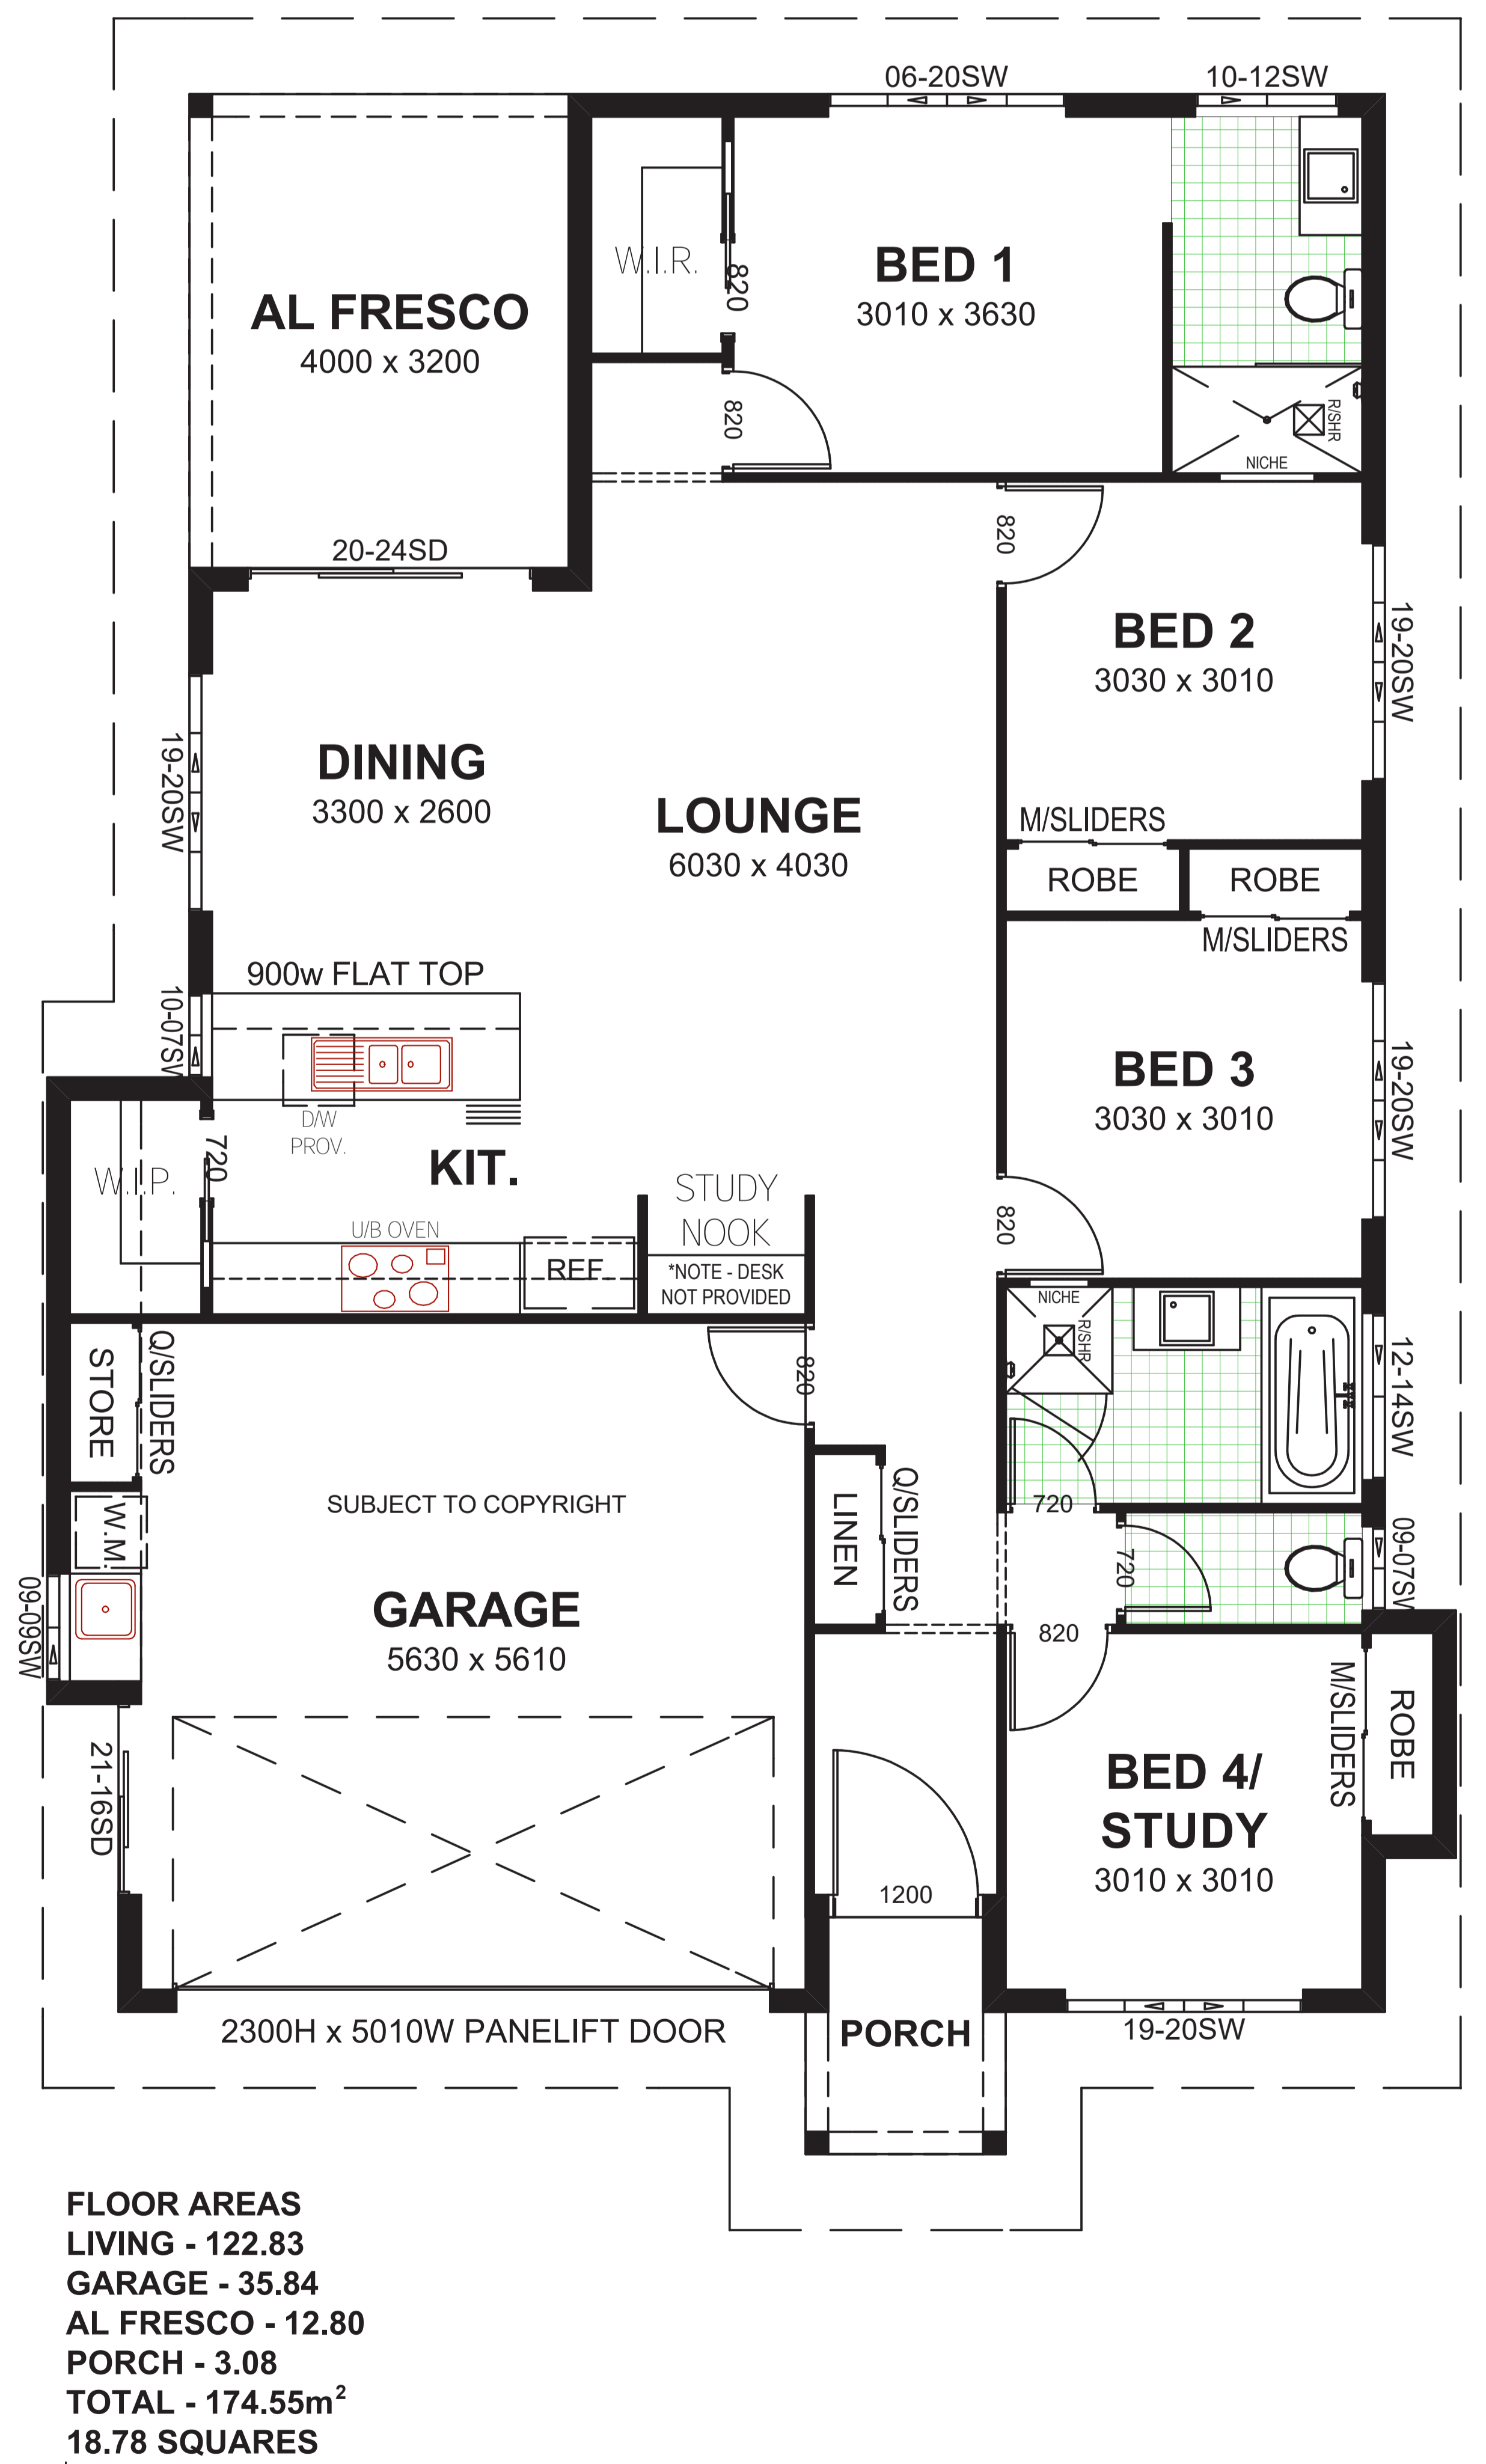 06-20SW
10-12SW
W.I.R.
820
BED 1
3010 x 3630
AL FRESCO
4000 x 3200
820
R/SHR
NICHE
20-24SD
820
BED 2
3030 x 3010
19-20SW
19-20SW
DINING
3300 x 2600
LOUNGE
6030 x 4030
M/SLIDERS
ROBE
ROBE
M/SLIDERS
900w FLAT TOP
10-07SW
D/W
PROV.
BED 3
3030 x 3010
19-20SW
W.I.P.
720
KIT.
STUDY
NOOK
820
U/B OVEN
REF.
*NOTE - DESK
NOT PROVIDED
NICHE
R/SHR
STORE
Q/SLIDERS
820
12-14SW
W.M.
SUBJECT TO COPYRIGHT
LINEN
Q/SLIDERS
720
720
09-07SW
09-09SW
GARAGE
5630 x 5610
820
M/SLIDERS
ROBE
21-16SD
BED 4/
STUDY
3010 x 3010
1200
2300H x 5010W PANELIFT DOOR
PORCH
19-20SW
FLOOR AREAS
LIVING - 122.83
GARAGE - 35.84
AL FRESCO - 12.80
PORCH - 3.08
TOTAL - 174.55m²
18.78 SQUARES